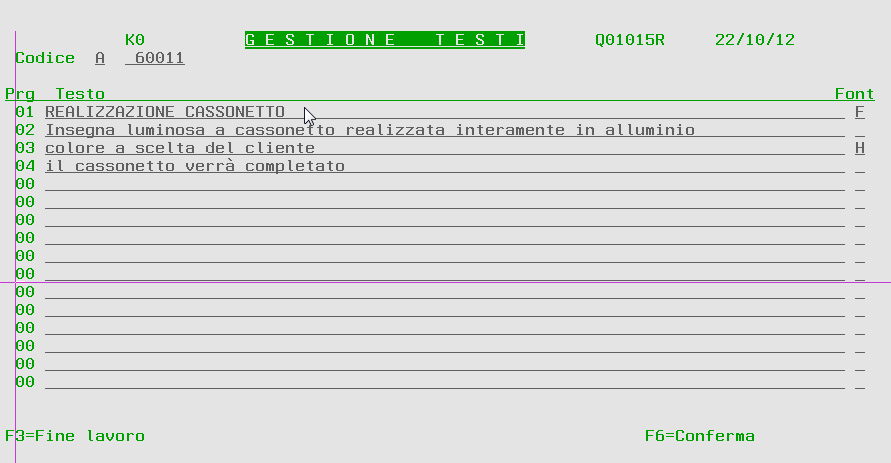 K0 G E S T I O N E   T E S T I Q01015R 22/10/12
Codice A 60011
Prg Testo Font
01 REALIZZAZIONE CASSONETTO F
02 Insegna luminosa a cassonetto realizzata interamente in alluminio
03 colore a scelta del cliente H
04 il cassonetto verrà completato
00
00
00
00
00
00
00
00
00
00
00
00
F3=Fine lavoro F6=Conferma